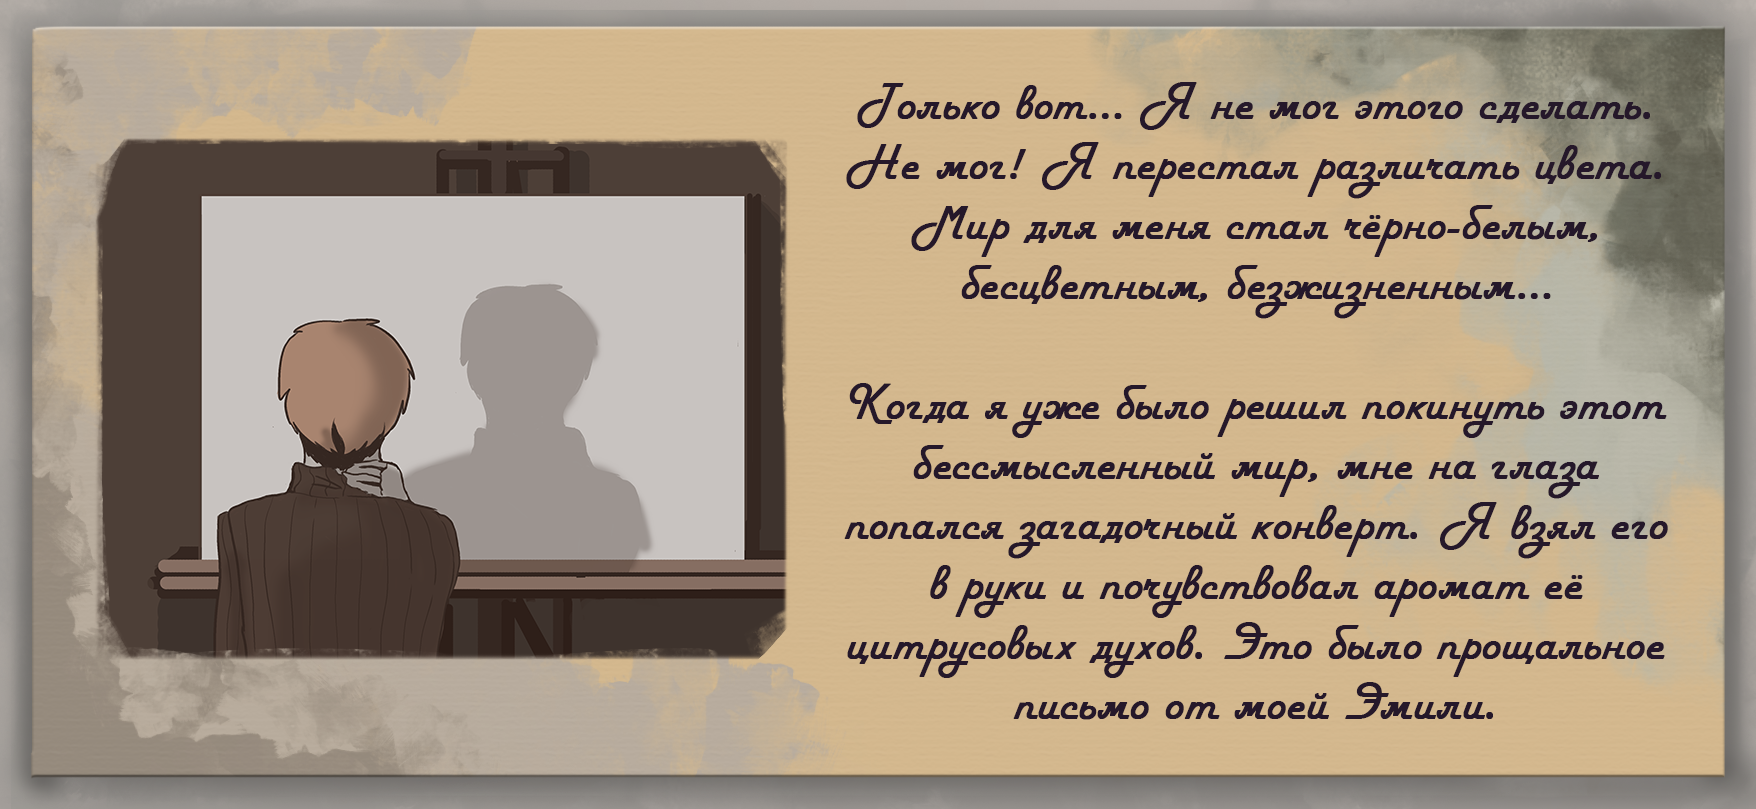 Только вот... Я не мог этого сделать.
Не мог! Я перестал различать цвета.
Мир для меня стал чёрно-белым,
бесцветным, безжизненным...
Когда я уже было решил покинуть этот
бессмысленный мир, мне на глаза
попался загадочный конверт. Я взял его
в руки и почувствовал аромат её
цитрусовых духов. Это было прощальное
письмо от моей Эмили.